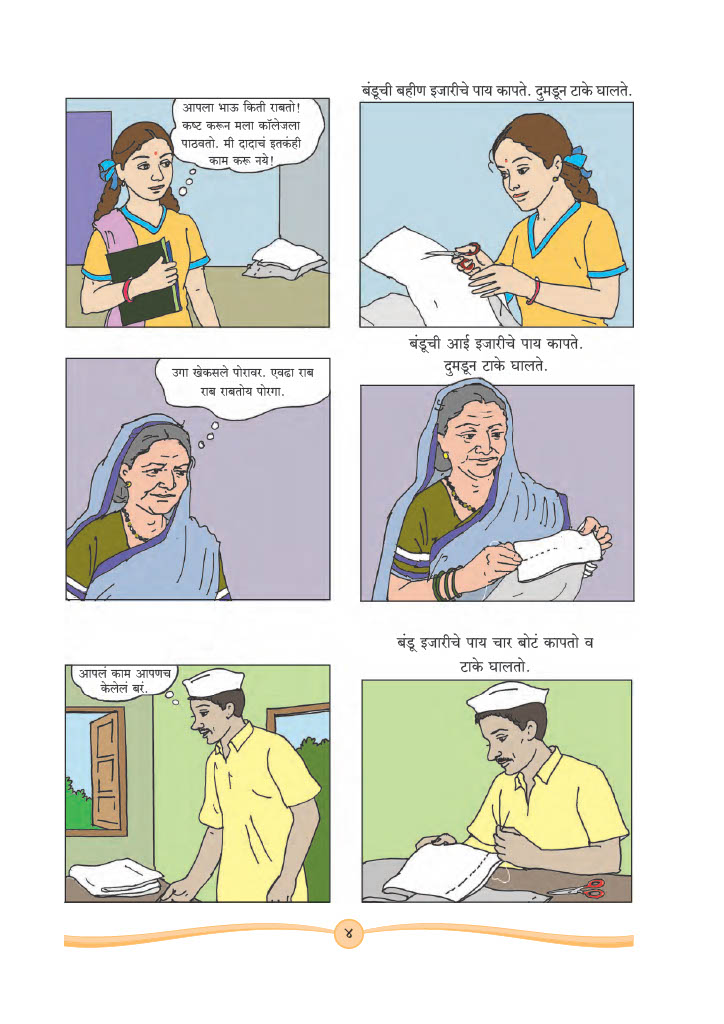 आपला भाऊ किती राबतो!
कष्ट करून मला कॉलेजला
पाठवतो. मी दादाचं इतकंही
काम करू नये!
बंडूची बहीण इजारीचे पाय कापते. दुमडून टाके घालते.
उगा खेकसले पोरावर. एवढा राब
राब राबतोय पोरगा.
बंडूची आई इजारीचे पाय कापते.
दुमडून टाके घालते.
आपलं काम आपणच
केलेलं बरं.
बंडू इजारीचे पाय चार बोटं कापतो व
टाके घालतो.
४